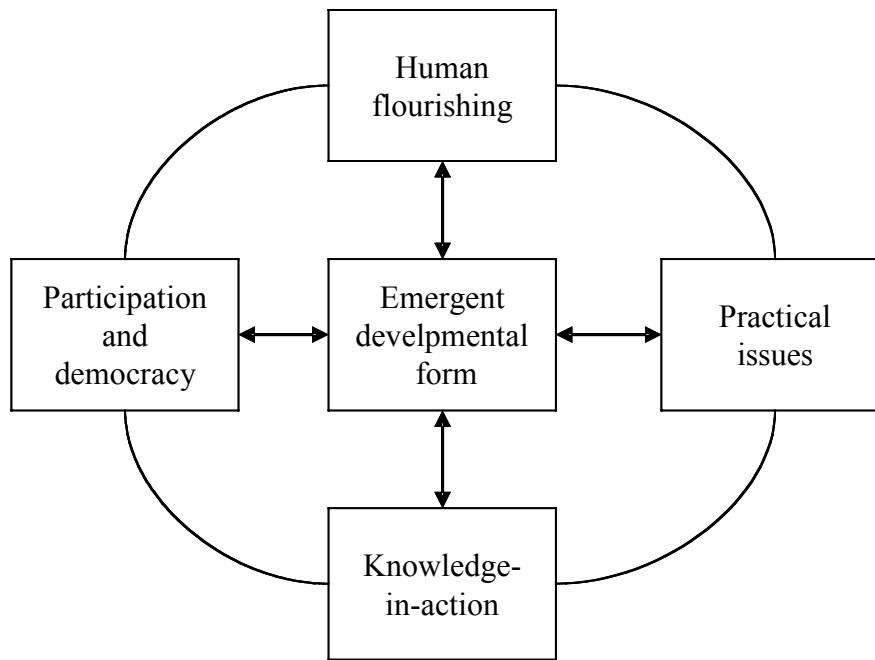 Human
flourishing
Participation
and
democracy
Emergent
develpmental
form
Practical
issues
Knowledge-
in-action